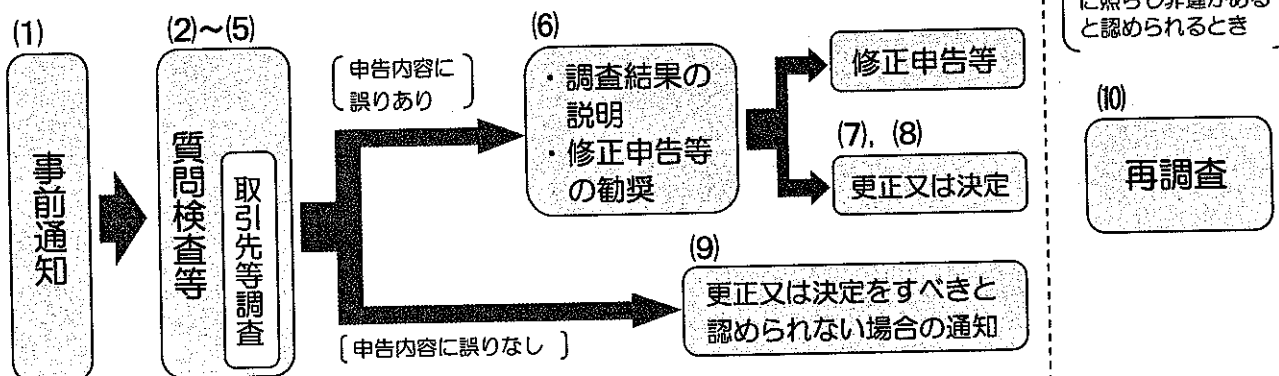 (1)
事前通知
(2)～(5)
質問検査等
取引先等調査
申告内容に
誤りあり
(6)
・調査結果の
説明
・修正申告等
の勧奨
修正申告等
(7), (8)
更正又は決定
[申告内容に誤りなし ]
(9)
更正又は決定をすべきと
認められない場合の通知
に照らし非違がある
と認められるとき
(10)
再調査